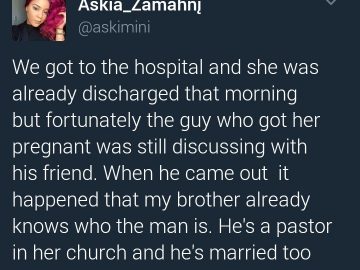 Askia_Zamahnį
@askimini
We got to the hospital and she was
already discharged that morning
but fortunately the guy who got her
pregnant was still discussing with
his friend. When he came out it
happened that my brother already
knows who the man is. He's a pastor
in her church and he's married too